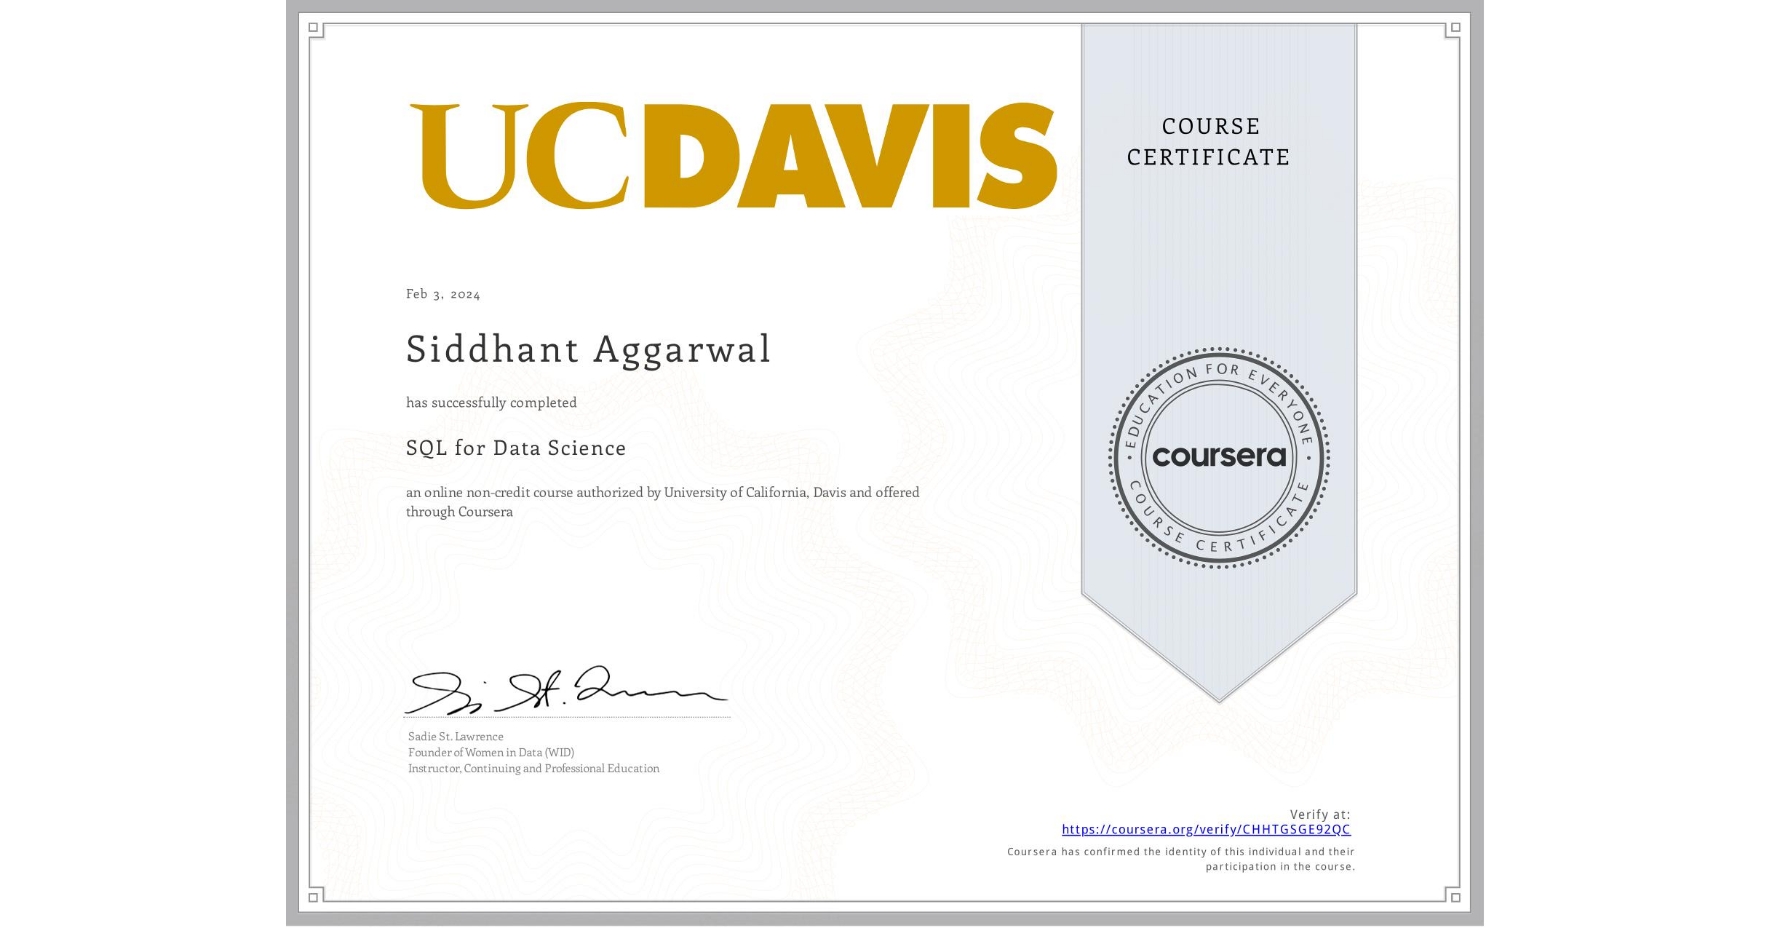 UCDAVIS
COURSE
CERTIFICATE
Feb 3, 2024
Siddhant Aggarwal
has successfully completed
SQL for Data Science
an online non-credit course authorized by University of California, Davis and offered
through Coursera
EDUCATION FOR EVERYONE
coursera
COURSE CERTIFICATE
Sadie St. Lawrence
Founder of Women in Data (WID)
Instructor, Continuing and Professional Education
Verify at:
https://coursera.org/verify/CHHTGSGE92QC
Coursera has confirmed the identity of this individual and their
participation in the course.